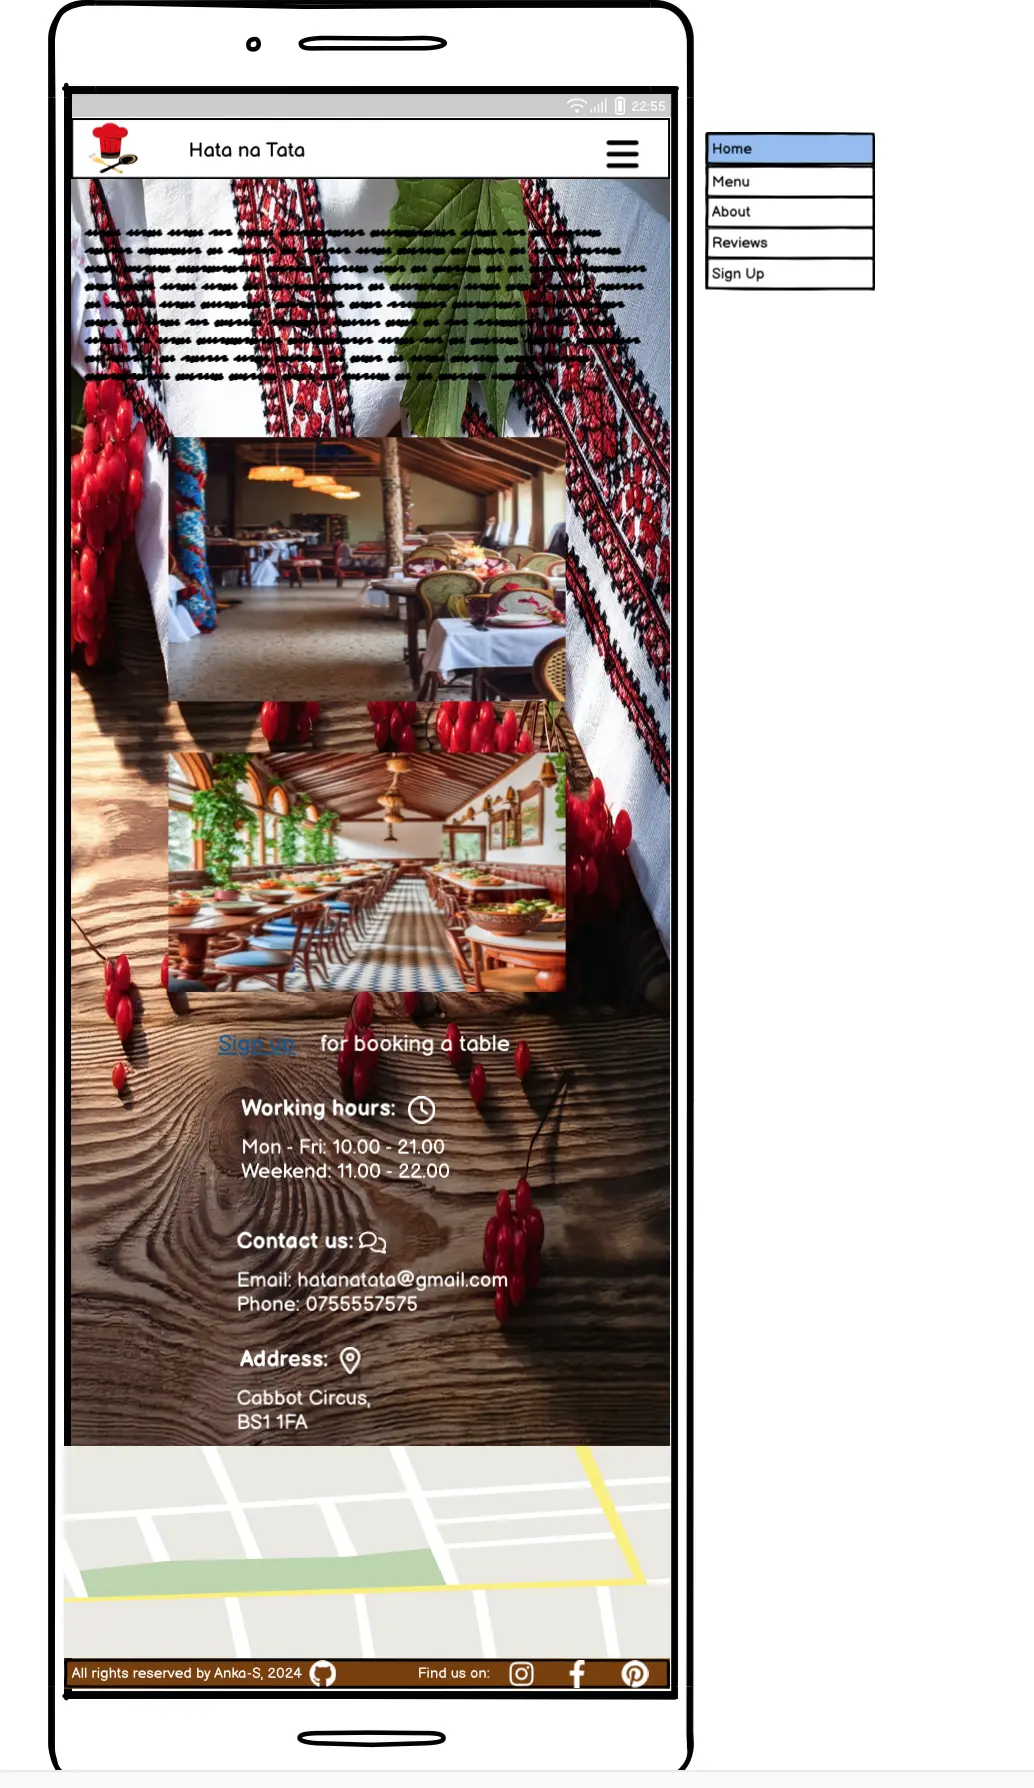 22:55
Hata na Tata
Home
Menu
About
Reviews
Sign Up
Sign up for booking a table
Working hours:
Mon - Fri: 10.00 - 21.00
Weekend: 11.00 - 22.00
Contact us:
Email: hatanatata@gmail.com
Phone: 0755557575
Address:
Cabbot Circus,
BS1 1FA
All rights reserved by Anka-S, 2024
Find us on: